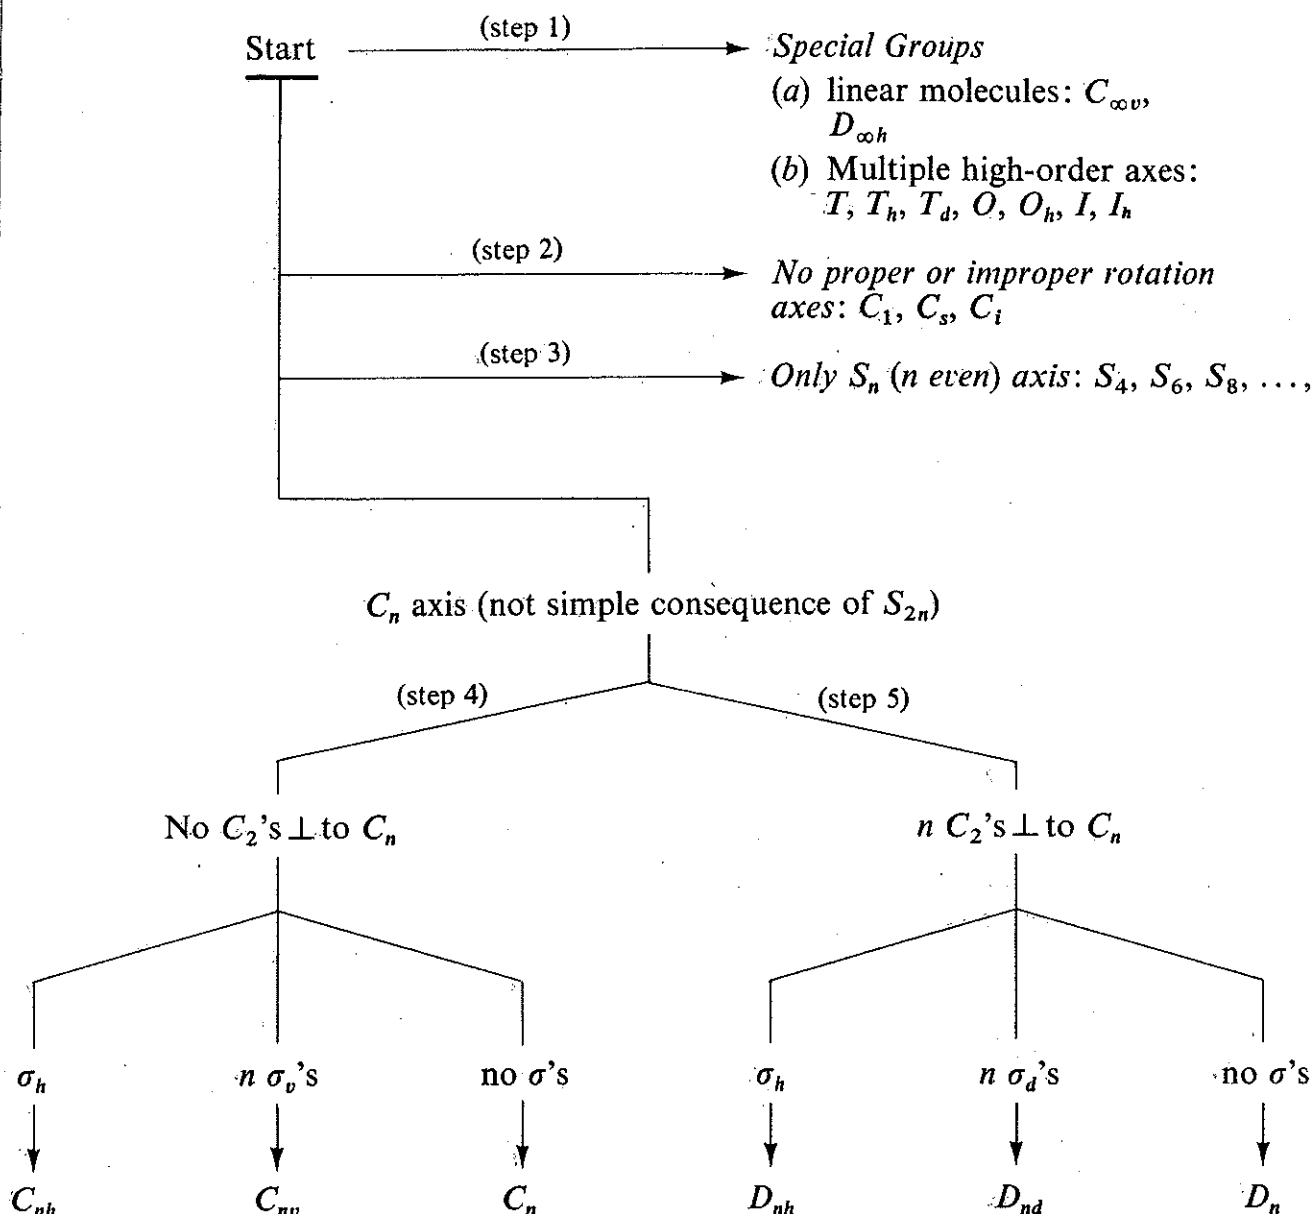 (step 1)
Start
Special Groups
(a) linear molecules: C∞v,
D∞h
(b) Multiple high-order axes:
T, Th, Td, O, Oh, I, Ih
(step 2)
No proper or improper rotation
axes: C1, Cs, Ci
(step 3)
Only Sn (n even) axis: S4, S6, S8, ...,
Cn axis (not simple consequence of S2n)
(step 4)
(step 5)
No C2's ⊥ to Cn
n C2's ⊥ to Cn
σh
n σv's
no σ's
σh
n σd's
no σ's
Cnh
Cnv
Cn
Dnh
Dnd
Dn